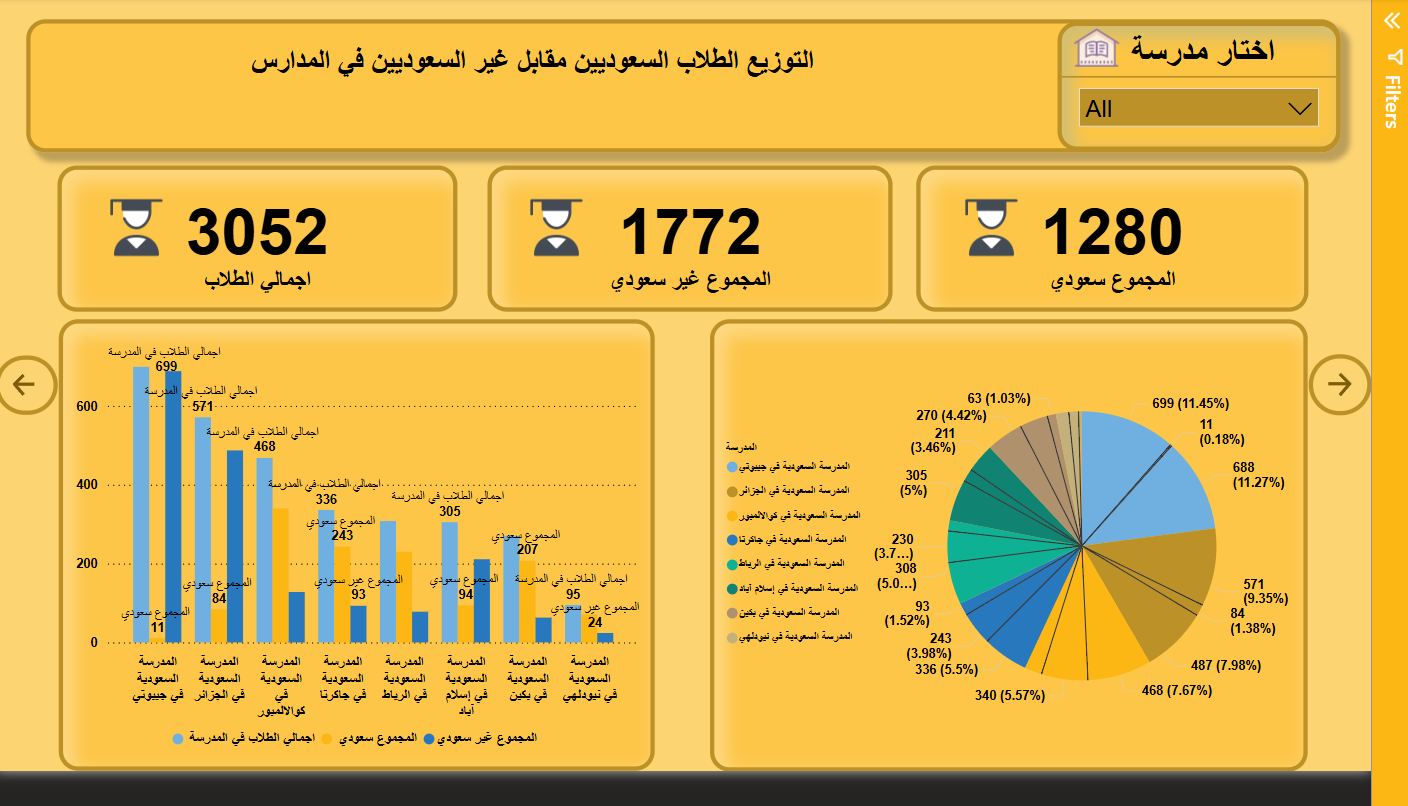 التوزيع الطلاب السعوديين مقابل غير السعوديين في المدارس
اختار مدرسة
All
Filters
3052
اجمالي الطلاب
1772
المجموع غير سعودي
1280
المجموع سعودي
600
400
200
0
اجمالي الطلاب في المدرسة
699
المجموع سعودي
11
اجمالي الطلاب في المدرسة
571
المجموع سعودي
84
اجمالي الطلاب في المدرسة
468
اجمالي الطلاب في المدرسة
336
المجموع سعودي
243
المجموع غير سعودي
93
اجمالي الطلاب في المدرسة
305
المجموع سعودي
94
المجموع سعودي
207
اجمالي الطلاب في المدرسة
95
المجموع غير سعودي
24
المدرسة
السعودية
في جيبوتي
المدرسة
السعودية
في الجزائر
المدرسة
السعودية
في
كوالالمبور
المدرسة
السعودية
في جاكرتا
المدرسة
السعودية
في الرباط
المدرسة
السعودية
في إسلام
آباد
المدرسة
السعودية
في بكين
المدرسة
السعودية
في نيودلهي
اجمالي الطلاب في المدرسة
المجموع سعودي
المجموع غير سعودي
المدرسة
المدرسة السعودية في جيبوتي
المدرسة السعودية في الجزائر
المدرسة السعودية في كوالالمبور
المدرسة السعودية في جاكرتا
المدرسة السعودية في الرباط
المدرسة السعودية في إسلام آباد
المدرسة السعودية في بكين
المدرسة السعودية في نيودلهي
699 (11.45%)
11
(0.18%)
688
(11.27%)
571
(9.35%)
84
(1.38%)
487 (7.98%)
468 (7.67%)
340 (5.57%)
336 (5.5%)
243
(3.98%)
93
(1.52%)
308
(5.0...)
230
(3.7...)
305
(5%)
211
(3.46%)
270 (4.42%)
63 (1.03%)